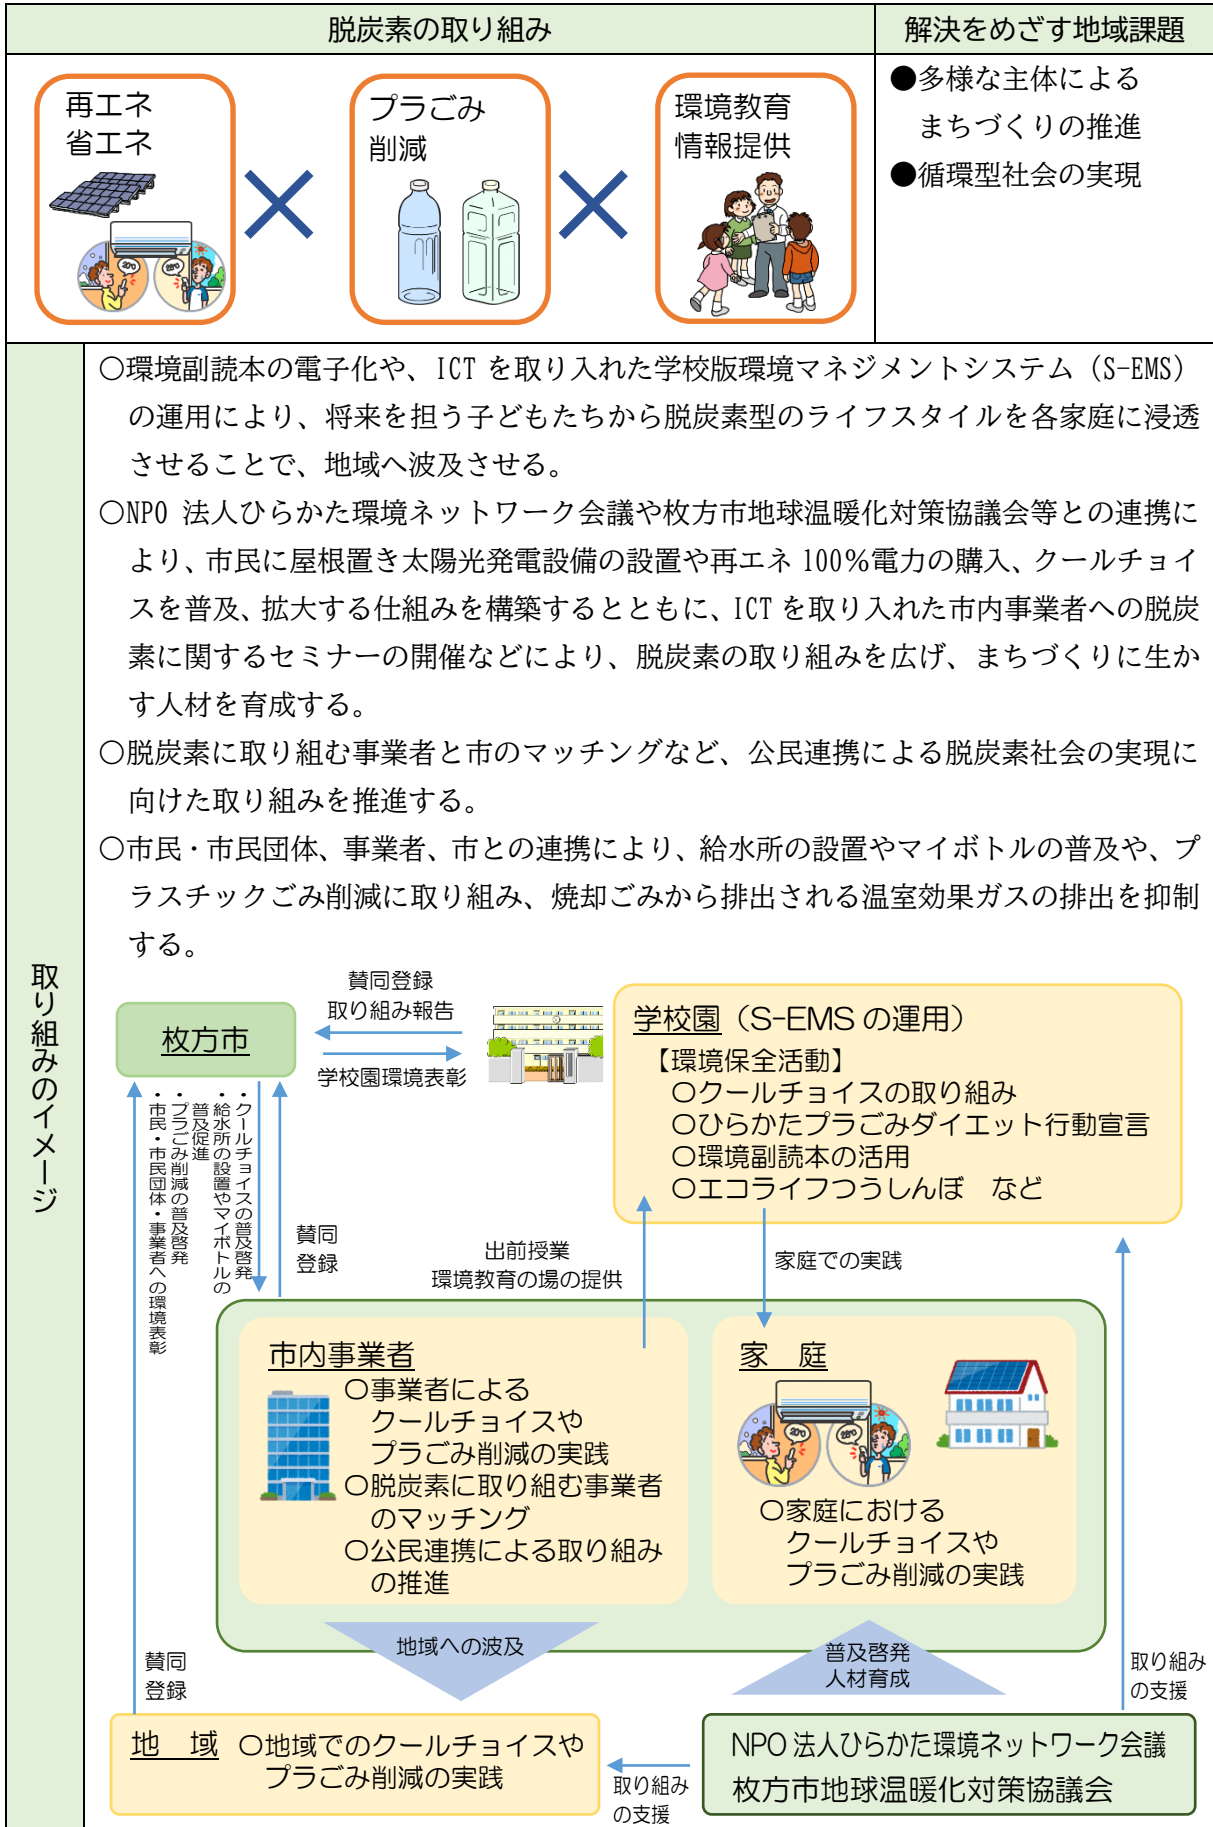 脱炭素の取り組み
解決をめざす地域課題
再エネ
省エネ
20℃
28℃
プラごみ
削減
環境教育
情報提供
●多様な主体による
まちづくりの推進
●循環型社会の実現
取り組みのイメージ
○環境副読本の電子化や、ICTを取り入れた学校版環境マネジメントシステム（S-EMS）
の運用により、将来を担う子どもたちから脱炭素型のライフスタイルを各家庭に浸透
させることで、地域へ波及させる。
○NPO 法人ひらかた環境ネットワーク会議や枚方市地球温暖化対策協議会等との連携に
より、市民に屋根置き太陽光発電設備の設置や再エネ100％電力の購入、クールチョイ
スを普及、拡大する仕組みを構築するとともに、ICTを取り入れた市内事業者への脱炭
素に関するセミナーの開催などにより、脱炭素の取り組みを広げ、まちづくりに生か
す人材を育成する。
○脱炭素に取り組む事業者と市のマッチングなど、公民連携による脱炭素社会の実現に
向けた取り組みを推進する。
○市民・市民団体、事業者、市との連携により、給水所の設置やマイボトルの普及や、プ
ラスチックごみ削減に取り組み、焼却ごみから排出される温室効果ガスの排出を抑制
する。
枚方市
賛同登録
取り組み報告
学校園環境表彰
学校園（S-EMSの運用）
【環境保全活動】
○クールチョイスの取り組み
○ひらかたプラごみダイエット行動宣言
○環境副読本の活用
○エコライフつうしんぼ　など
・クールチョイスの普及啓発
・給水所の設置やマイボトルの
普及促進
・プラごみ削減の普及啓発
・市民・市民団体・事業者への環境表彰
賛同
登録
出前授業
環境教育の場の提供
家庭での実践
市内事業者
○事業者による
クールチョイスや
プラごみ削減の実践
○脱炭素に取り組む事業者
のマッチング
○公民連携による取り組み
の推進
家　庭
20℃
28℃
○家庭における
クールチョイスや
プラごみ削減の実践
地域への波及
普及啓発
人材育成
賛同
登録
取り組み
の支援
地　域　○地域でのクールチョイスや
プラごみ削減の実践
取り組み
の支援
NPO法人ひらかた環境ネットワーク会議
枚方市地球温暖化対策協議会